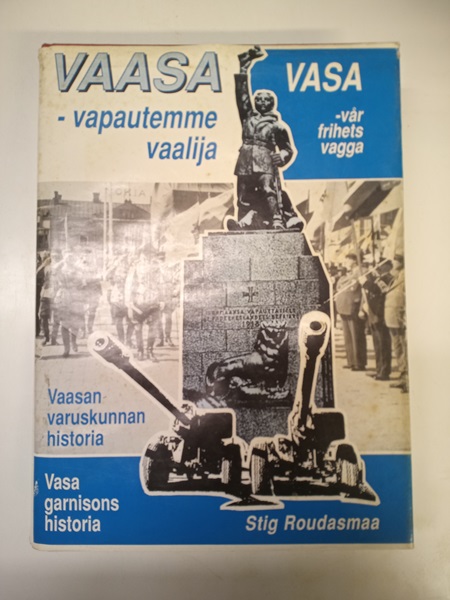 VAASA
- vapautemme
vaalija
VASA
-vår
frihets
vagga
Vaasan
varuskunnan
historia
Vasa
garnisons
historia
Stig Roudasmaa